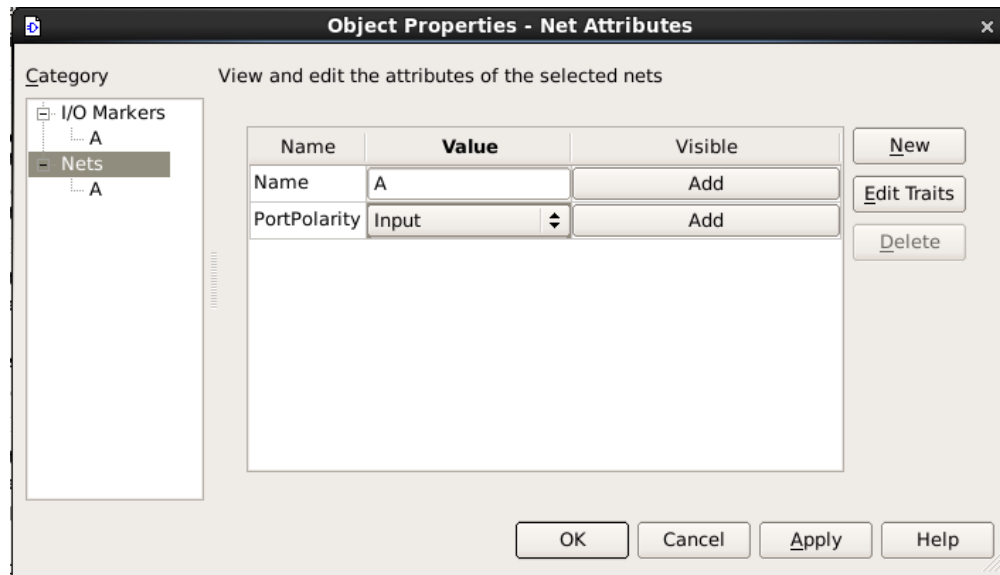 Object Properties - Net Attributes
Category
View and edit the attributes of the selected nets
I/O Markers
A
Nets
A
Name Value Visible
Name A Add
PortPolarity Input Add
New
Edit Traits
Delete
OK Cancel Apply Help